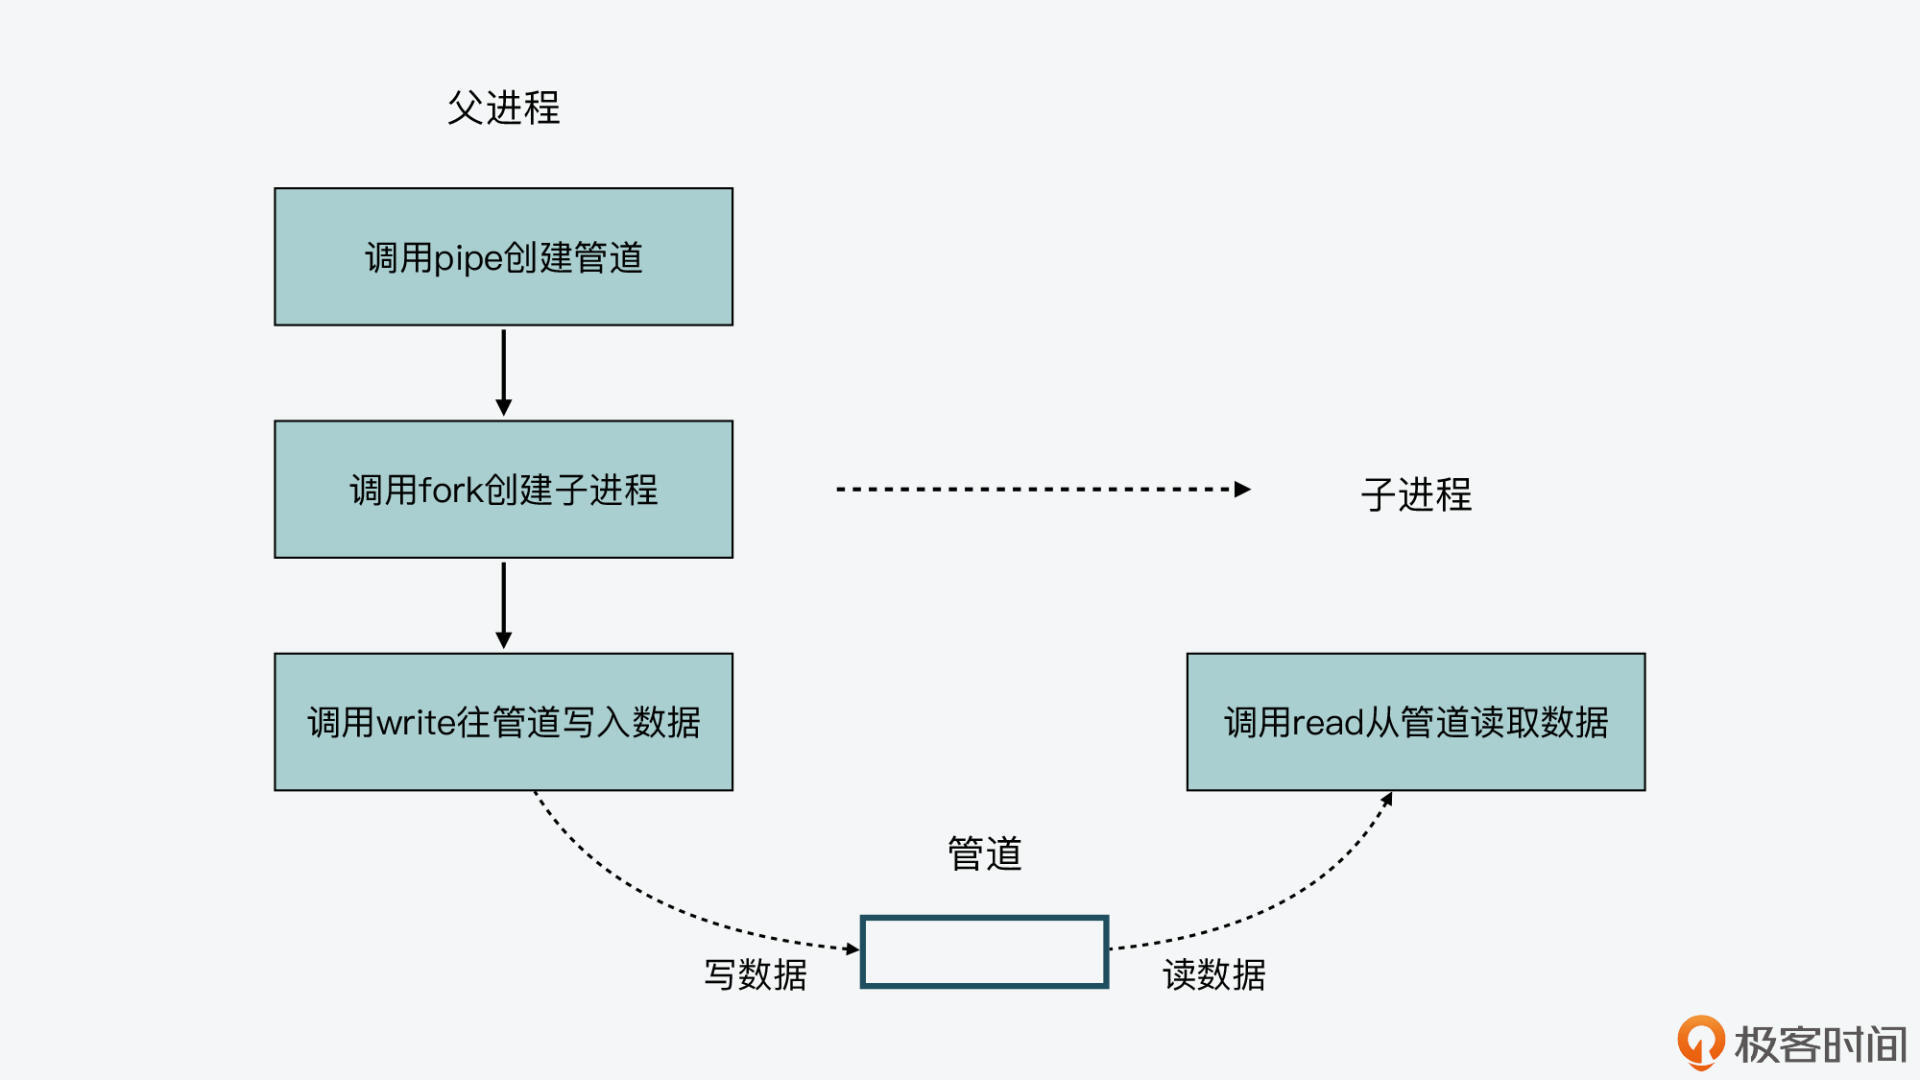 父进程
调用pipe创建管道
调用fork创建子进程
子进程
调用write往管道写入数据
调用read从管道读取数据
管道
写数据
读数据
极客时间